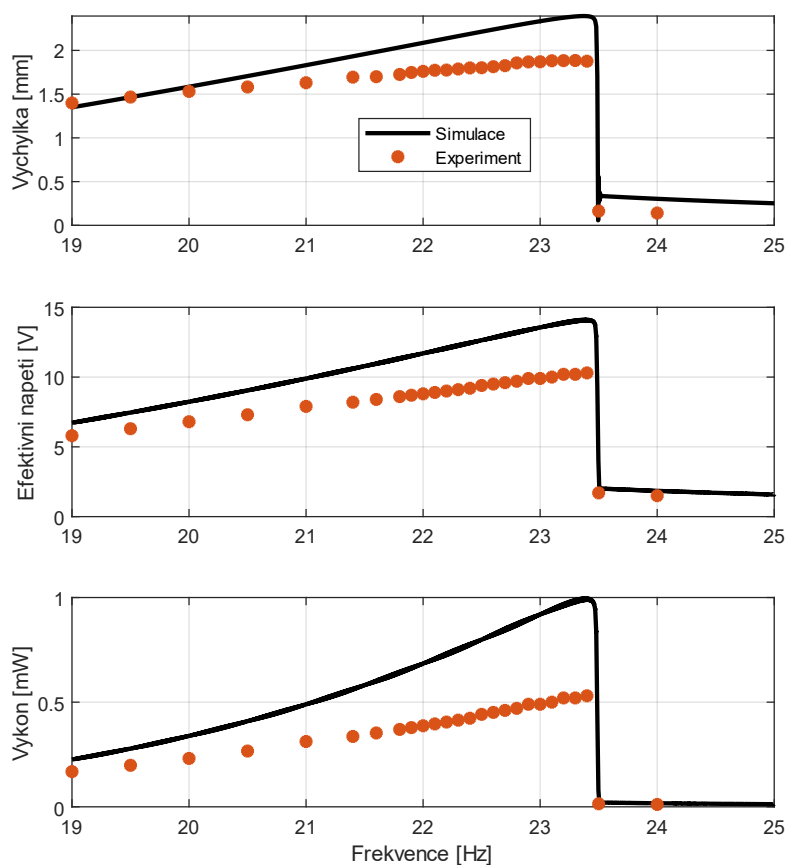 Vychylka [mm]
2
1.5
1
0.5
0
Simulace
Experiment
19 20 21 22 23 24 25
Efektivni napeti [V]
15
10
5
0
19 20 21 22 23 24 25
Vykon [mW]
1
0.5
0
19 20 21 22 23 24 25
Frekvence [Hz]